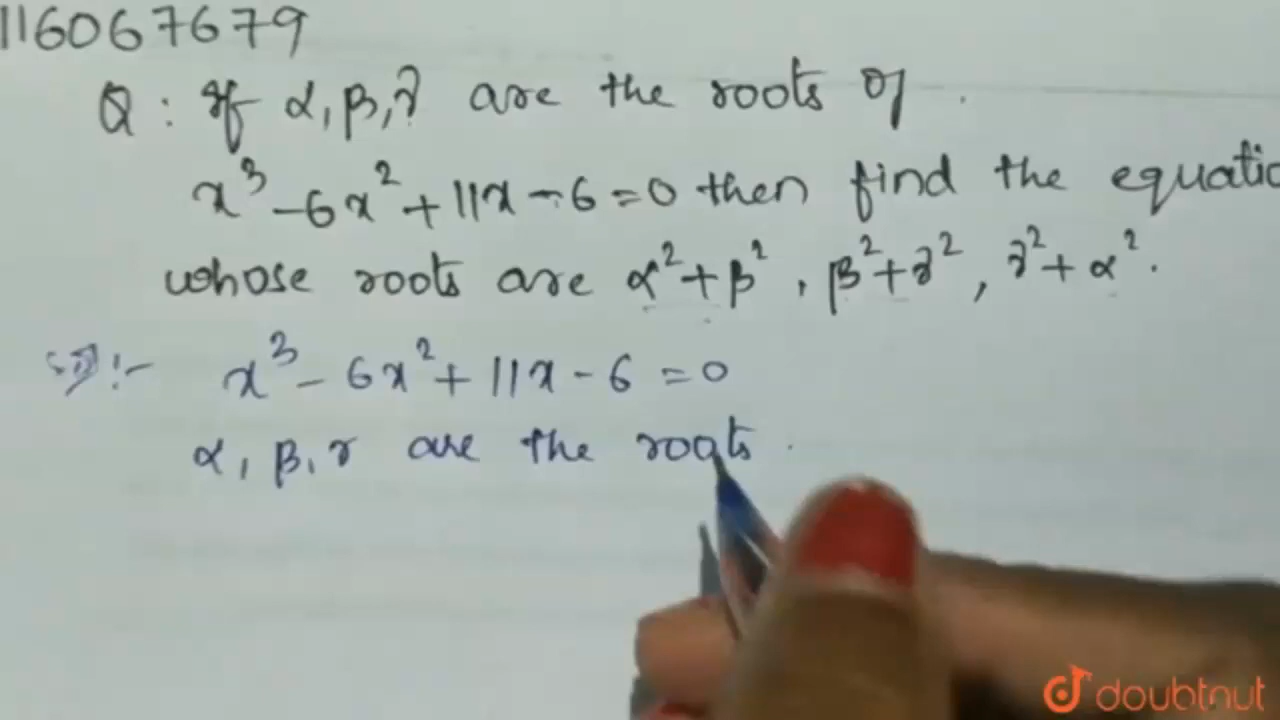 116067679
Q : If α, β, γ are the roots of
x³ - 6x² + 11x - 6 = 0 then find the equatio
whose roots are α² + β², β² + γ², γ² + α².
Sol:- x³ - 6x² + 11x - 6 = 0
α, β, γ are the roots.
doubtnut